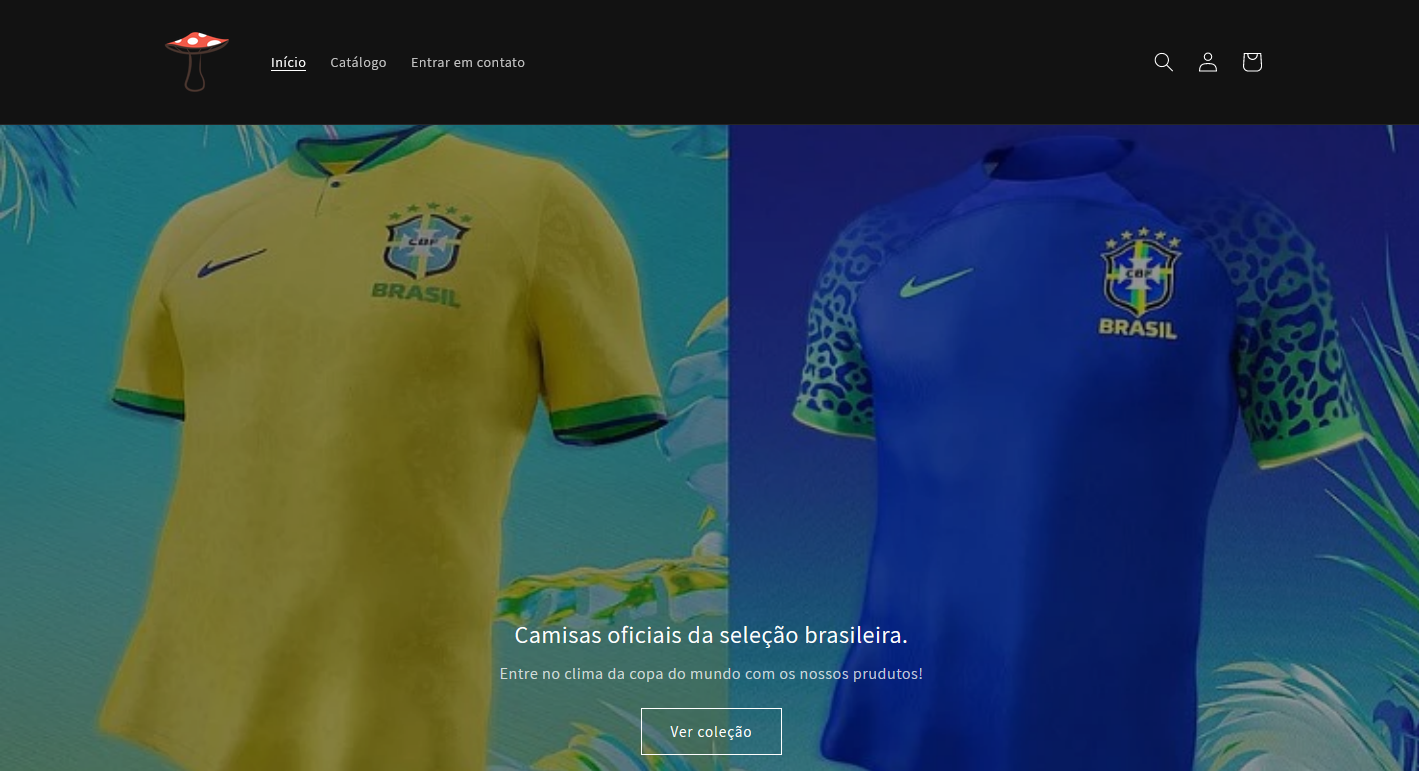 Início
Catálogo
Entrar em contato
CBF
BRASIL
CBF
BRASIL
Camisas oficiais da seleção brasileira.
Entre no clima da copa do mundo com os nossos prudutos!
Ver coleção